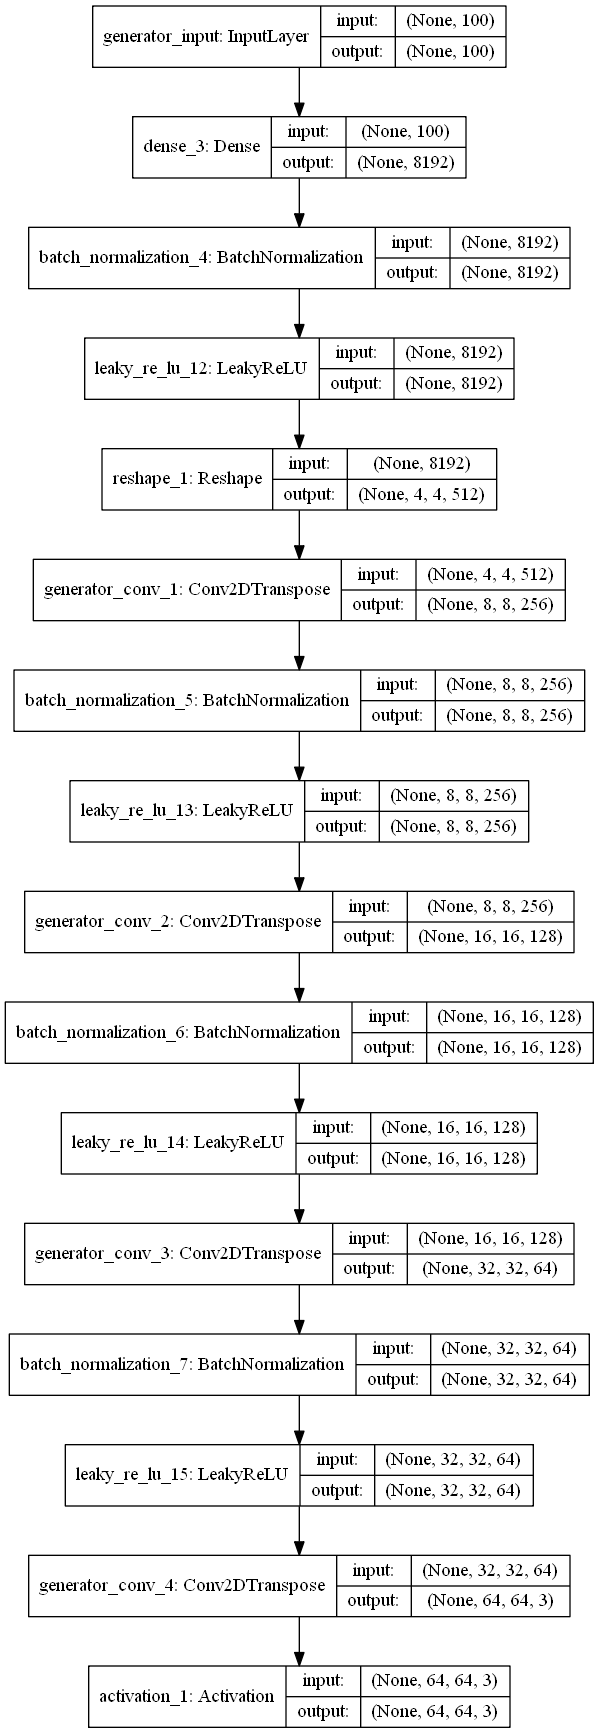 generator_input: InputLayer
input: (None, 100)
output: (None, 100)
dense_3: Dense
input: (None, 100)
output: (None, 8192)
batch_normalization_4: BatchNormalization
input: (None, 8192)
output: (None, 8192)
leaky_re_lu_12: LeakyReLU
input: (None, 8192)
output: (None, 8192)
reshape_1: Reshape
input: (None, 8192)
output: (None, 4, 4, 512)
generator_conv_1: Conv2DTranspose
input: (None, 4, 4, 512)
output: (None, 8, 8, 256)
batch_normalization_5: BatchNormalization
input: (None, 8, 8, 256)
output: (None, 8, 8, 256)
leaky_re_lu_13: LeakyReLU
input: (None, 8, 8, 256)
output: (None, 8, 8, 256)
generator_conv_2: Conv2DTranspose
input: (None, 8, 8, 256)
output: (None, 16, 16, 128)
batch_normalization_6: BatchNormalization
input: (None, 16, 16, 128)
output: (None, 16, 16, 128)
leaky_re_lu_14: LeakyReLU
input: (None, 16, 16, 128)
output: (None, 16, 16, 128)
generator_conv_3: Conv2DTranspose
input: (None, 16, 16, 128)
output: (None, 32, 32, 64)
batch_normalization_7: BatchNormalization
input: (None, 32, 32, 64)
output: (None, 32, 32, 64)
leaky_re_lu_15: LeakyReLU
input: (None, 32, 32, 64)
output: (None, 32, 32, 64)
generator_conv_4: Conv2DTranspose
input: (None, 32, 32, 64)
output: (None, 64, 64, 3)
activation_1: Activation
input: (None, 64, 64, 3)
output: (None, 64, 64, 3)